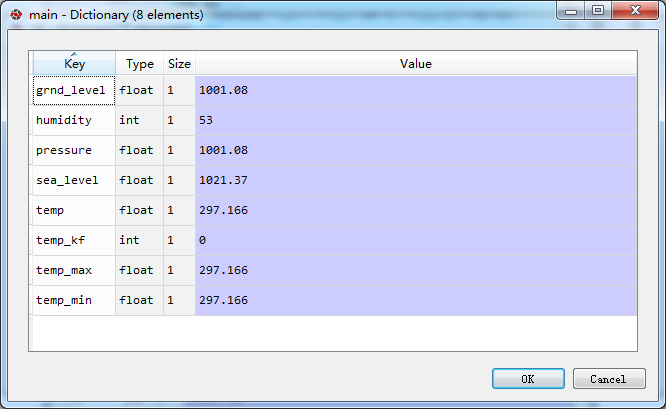 main - Dictionary (8 elements)
Key Type Size Value
grnd_level float 1 1001.08
humidity int 1 53
pressure float 1 1001.08
sea_level float 1 1021.37
temp float 1 297.166
temp_kf int 1 0
temp_max float 1 297.166
temp_min float 1 297.166
OK Cancel